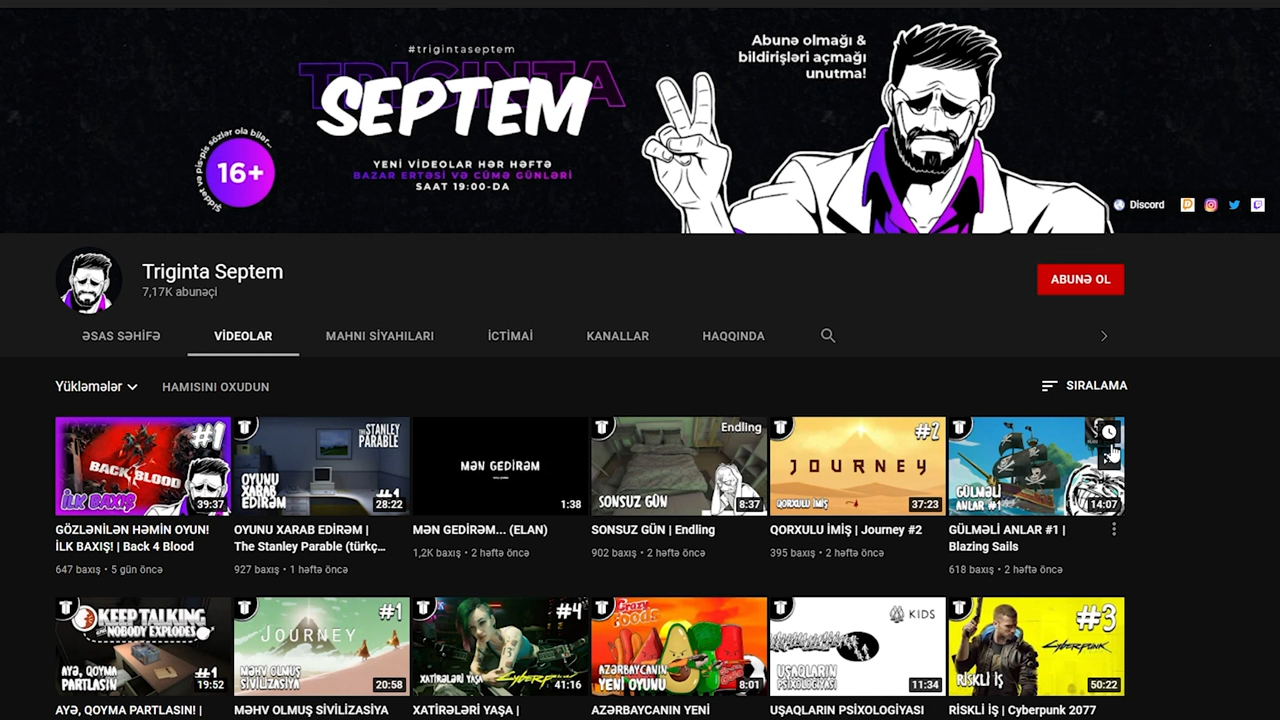 #trigintaseptem
TRIGINTA
SEPTEM
Abunə olmağı &
bildirişləri açmağı
unutma!
Şiddət və pis-pis sözlər ola bilər...
16+
YENİ VİDEOLAR HƏR HƏFTƏ
BAZAR ERTƏSİ VƏ CÜMƏ GÜNLƏRİ
SAAT 19:00-DA
Discord
Triginta Septem
7,17K abunəçi
ABUNƏ OL
ƏSAS SƏHİFƏ VİDEOLAR MAHNI SİYAHILARI İCTİMAİ KANALLAR HAQQINDA
Yükləmələr HAMISINI OXUDUN SIRALAMA
#1
BACK 4 BLOOD
İLK BAXIŞ
39:37
THE STANLEY
PARABLE
OYUNU
XARAB
EDİRƏM
#1
28:22
MƏN GEDİRƏM
1:38
Endling
SONSUZ GÜN
8:37
#2
JOURNEY
QORXULU İMİŞ
37:23
GÜLMƏLİ
ANLAR #1
14:07
GÖZLƏNİLƏN HƏMİN OYUN!
İLK BAXIŞ! | Back 4 Blood
647 baxış • 5 gün öncə
OYUNU XARAB EDİRƏM |
The Stanley Parable (türkç...
927 baxış • 1 həftə öncə
MƏN GEDİRƏM... (ELAN)
1,2K baxış • 2 həftə öncə
SONSUZ GÜN | Endling
902 baxış • 2 həftə öncə
QORXULU İMİŞ | Journey #2
395 baxış • 2 həftə öncə
GÜLMƏLİ ANLAR #1 |
Blazing Sails
618 baxış • 2 həftə öncə
KEEP TALKING
AND NOBODY EXPLODES
AYƏ, QOYMA
PARTLASIN
#1
19:52
#1
JOURNEY
MƏHV OLMUŞ
SİVİLİZASİYA
20:58
#4
XATİRƏLƏRİ YAŞA
CYBERPUNK
41:16
Crazy
Foods
AZƏRBAYCANIN
YENİ OYUNU
8:01
KIDS
UŞAQLARIN
PSİXOLOGİYASI
11:34
#3
CYBERPUNK
RİSKLİ İŞ
50:22
AYƏ, QOYMA PARTLASIN! |
MƏHV OLMUŞ SİVİLİZASİYA
XATİRƏLƏRİ YAŞA |
AZƏRBAYCANIN YENİ
UŞAQLARIN PSİXOLOGİYASI
RİSKLİ İŞ | Cyberpunk 2077